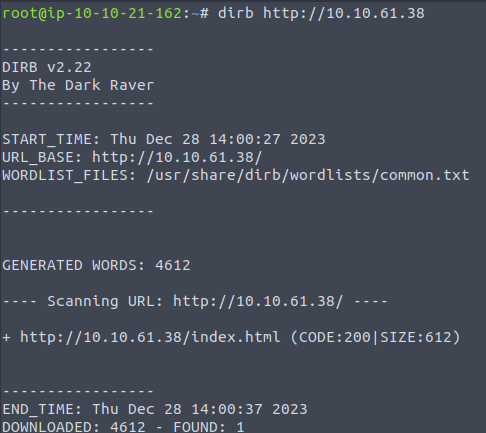 root@ip-10-10-21-162:~# dirb http://10.10.61.38
-----------------
DIRB v2.22
By The Dark Raver
-----------------
START_TIME: Thu Dec 28 14:00:27 2023
URL_BASE: http://10.10.61.38/
WORDLIST_FILES: /usr/share/dirb/wordlists/common.txt
-----------------
GENERATED WORDS: 4612
---- Scanning URL: http://10.10.61.38/ ----
+ http://10.10.61.38/index.html (CODE:200|SIZE:612)
-----------------
END_TIME: Thu Dec 28 14:00:37 2023
DOWNLOADED: 4612 - FOUND: 1